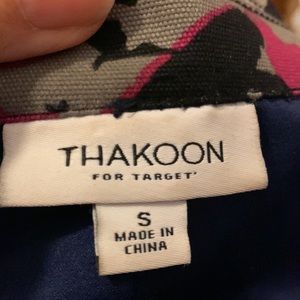 THAKOON
FOR TARGET'
S
MADE IN
CHINA